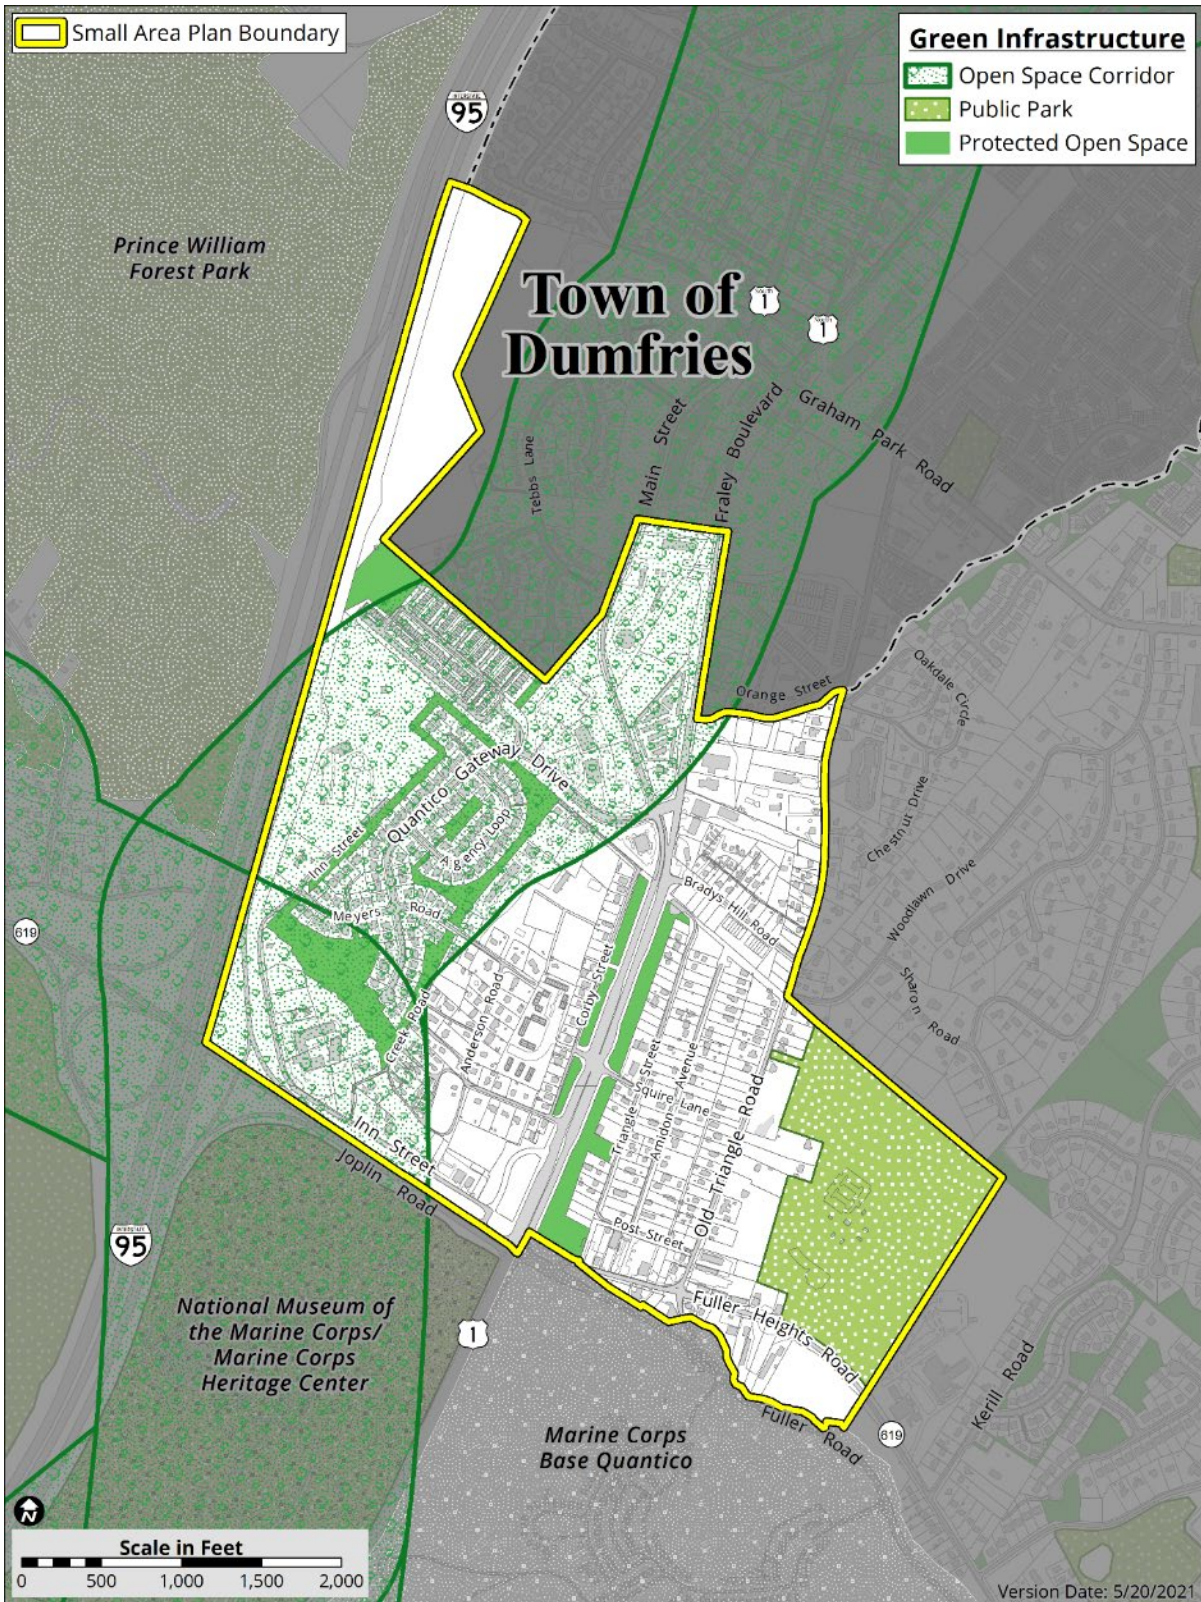 Small Area Plan Boundary
Green Infrastructure
Open Space Corridor
Public Park
Protected Open Space
INTERSTATE
95
Prince William
Forest Park
Town of
Dumfries
SOUTH
1
SOUTH
1
Graham Park Road
Main Street
Fraley Boulevard
Tebbs Lane
Orange Street
Oakdale Circle
Chestnut Drive
Woodlawn Drive
Sharon Road
Quantico Gateway Drive
Inn Street
Algency Loop
Meyers Road
Bradys Hill Road
619
Corby Street
Anderson Road
Creek Road
Triangle Street
Amidon Avenue
Squire Lane
Old Triangle Road
Inn Street
Joplin Road
Post Street
INTERSTATE
95
National Museum of
the Marine Corps/
Marine Corps
Heritage Center
1
Fuller Heights Road
Kerill Road
Fuller Road
619
Marine Corps
Base Quantico
N
Scale in Feet
0 500 1,000 1,500 2,000
Version Date: 5/20/2021